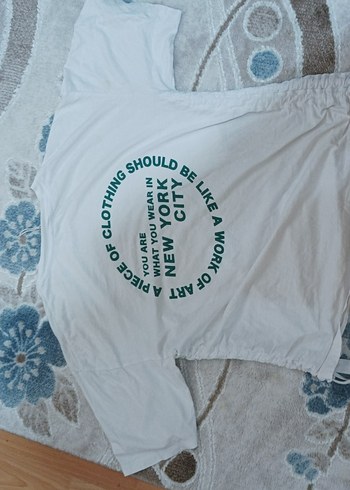 A PIECE OF CLOTHING SHOULD BE LIKE A WORK OF ART
YOU ARE
WHAT YOU WEAR IN
NEW YORK
CITY